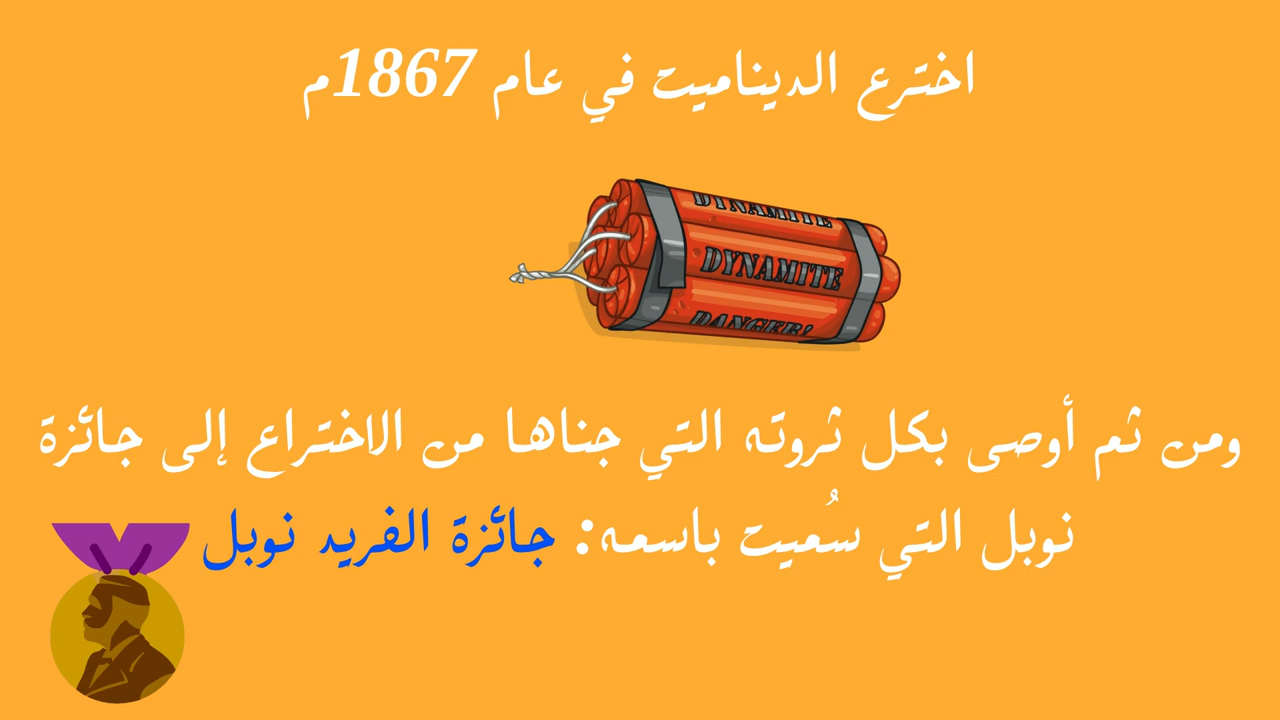 اخترع الديناميت في عام 1867م
DYNAMITE
DYNAMITE
DANGER!
ومن ثم أوصى بكل ثروته التي جناها من الاختراع إلى جائزة
نوبل التي سُميت باسمه: جائزة الفريد نوبل